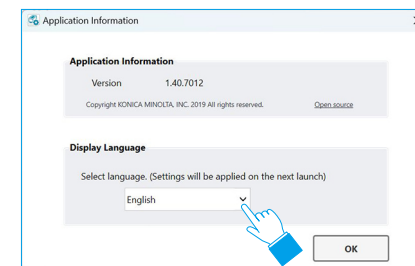 Application Information
Application Information
Version 1.40.7012
Copyright KONICA MINOLTA, INC. 2019 All rights reserved. Open source
Display Language
Select language. (Settings will be applied on the next launch)
English
OK